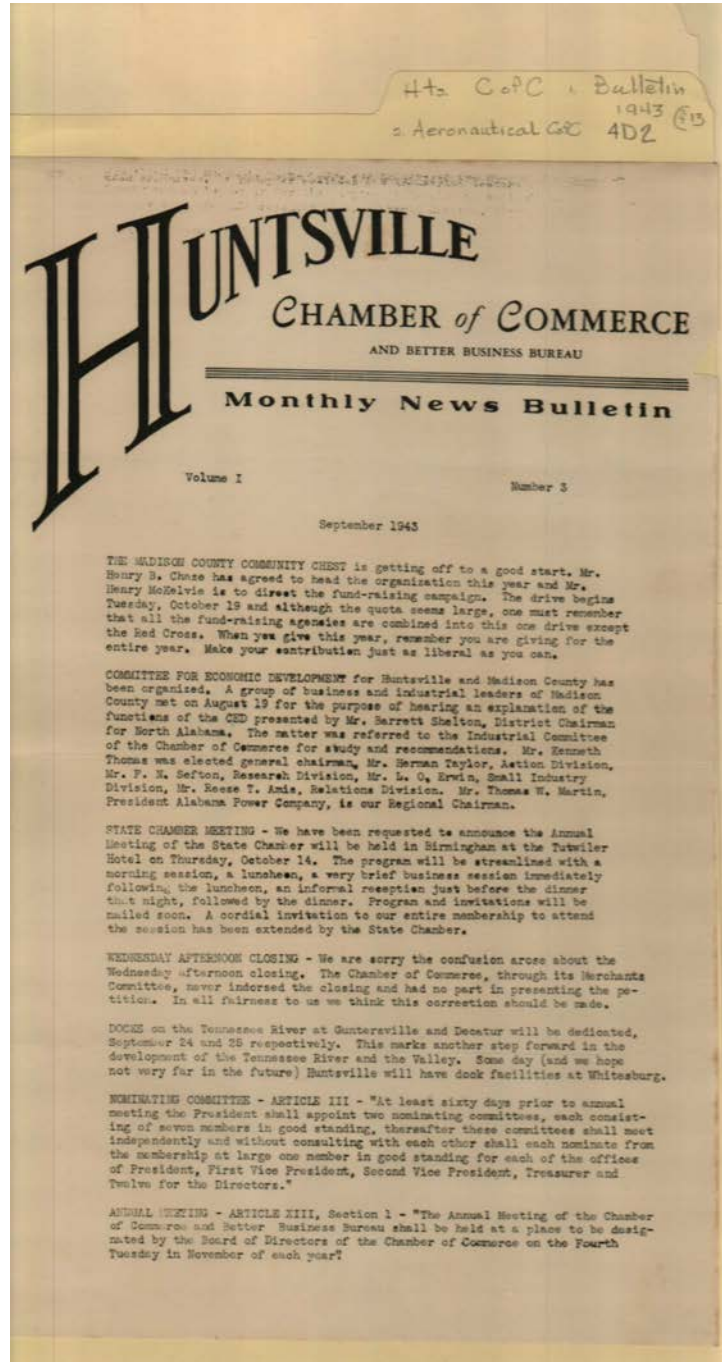 Hts CofC . Bulletin
1943
= Aeronautical CofC 4D2
HUNTSVILLE
CHAMBER of COMMERCE
AND BETTER BUSINESS BUREAU
Monthly News Bulletin
Volume I Number 3
September 1943
THE MADISON COUNTY COMMUNITY CHEST is getting off to a good start. Mr.
Henry B. Chase has agreed to head the organization this year and Mr.
Henry McKelvie is to direct the fund-raising campaign. The drive begins
Tuesday, October 19 and although the quota seems large, one must remember
that all the fund-raising agencies are combined into this one drive except
the Red Cross. When you give this year, remember you are giving for the
entire year. Make your contribution just as liberal as you can.
COMMITTEE FOR ECONOMIC DEVELOPMENT for Huntsville and Madison County has
been organized. A group of business and industrial leaders of Madison
County met on August 19 for the purpose of hearing an explanation of the
functions of the CED presented by Mr. Barrett Shelton, District Chairman
for North Alabama. The matter was referred to the Industrial Committee
of the Chamber of Commerce for study and recommendations. Mr. Kenneth
Thomas was elected general chairman, Mr. Herman Taylor, Action Division,
Mr. F. N. Sefton, Research Division, Mr. L. O. Erwin, Small Industry
Division, Mr. Reese T. Amis, Relations Division. Mr. Thomas W. Martin,
President Alabama Power Company, is our Regional Chairman.
STATE CHAMBER MEETING - We have been requested to announce the Annual
Meeting of the State Chamber will be held in Birmingham at the Tutwiler
Hotel on Thursday, October 14. The program will be streamlined with a
morning session, a luncheon, a very brief business session immediately
following the luncheon, an informal reception just before the dinner
that night, followed by the dinner. Program and invitations will be
mailed soon. A cordial invitation to our entire membership to attend
the session has been extended by the State Chamber.
WEDNESDAY AFTERNOON CLOSING - We are sorry the confusion arose about the
Wednesday afternoon closing. The Chamber of Commerce, through its Merchants
Committee, never indorsed the closing and had no part in presenting the pe-
tition. In all fairness to us we think this correction should be made.
DOCKS on the Tennessee River at Guntersville and Decatur will be dedicated,
September 24 and 25 respectively. This marks another step forward in the
development of the Tennessee River and the Valley. Some day (and we hope
not very far in the future) Huntsville will have dock facilities at Whitesburg.
NOMINATING COMMITTEE - ARTICLE III - "At least sixty days prior to annual
meeting the President shall appoint two nominating committees, each consist-
ing of seven members in good standing, thereafter these committees shall meet
independently and without consulting with each other shall each nominate from
the membership at large one member in good standing for each of the offices
of President, First Vice President, Second Vice President, Treasurer and
Twelve for the Directors."
ANNUAL MEETING - ARTICLE XIII, Section 1 - "The Annual Meeting of the Chamber
of Commerce and Better Business Bureau shall be held at a place to be desig-
nated by the Board of Directors of the Chamber of Commerce on the Fourth
Tuesday in November of each year"